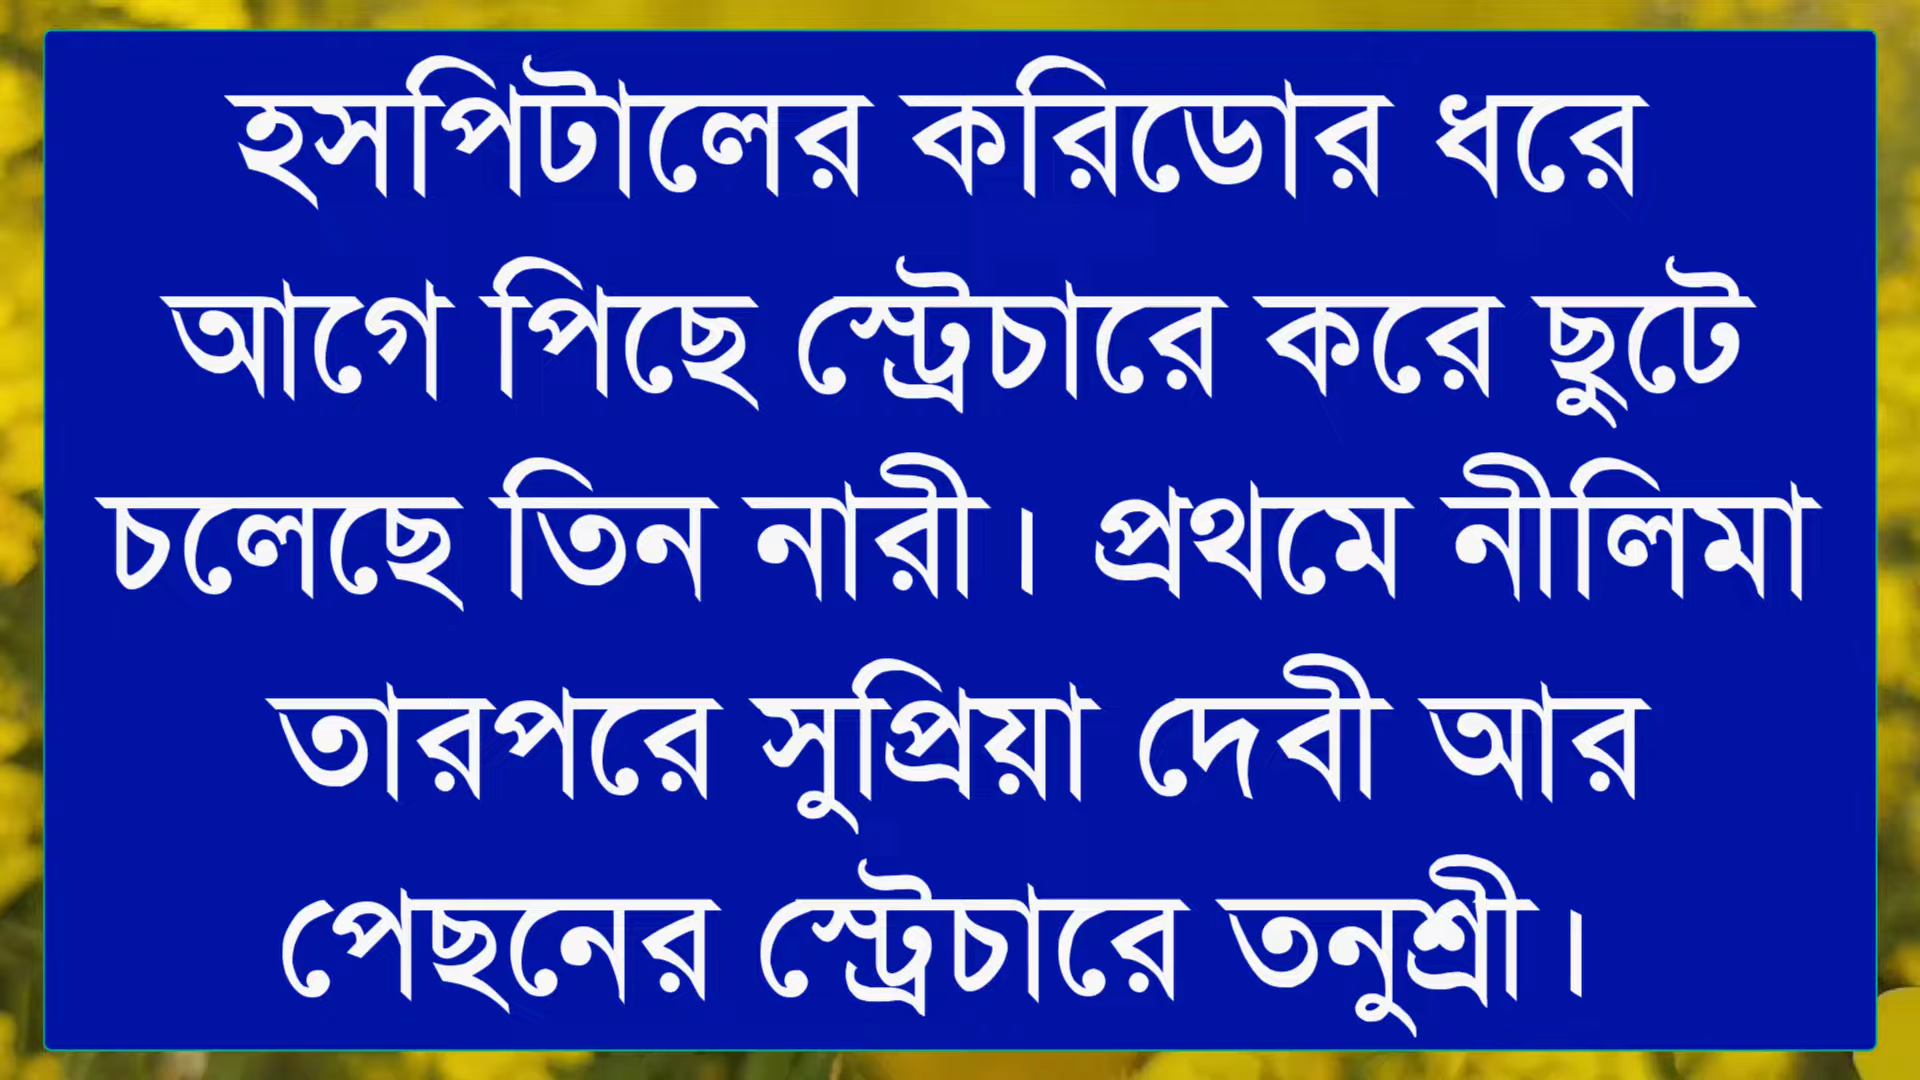 হসপিটালের করিডোর ধরে
আগে পিছে স্ট্রেচারে করে ছুটে
চলেছে তিন নারী। প্রথমে নীলিমা
তারপরে সুপ্রিয়া দেবী আর
পেছনের স্ট্রেচারে তনুশ্রী।